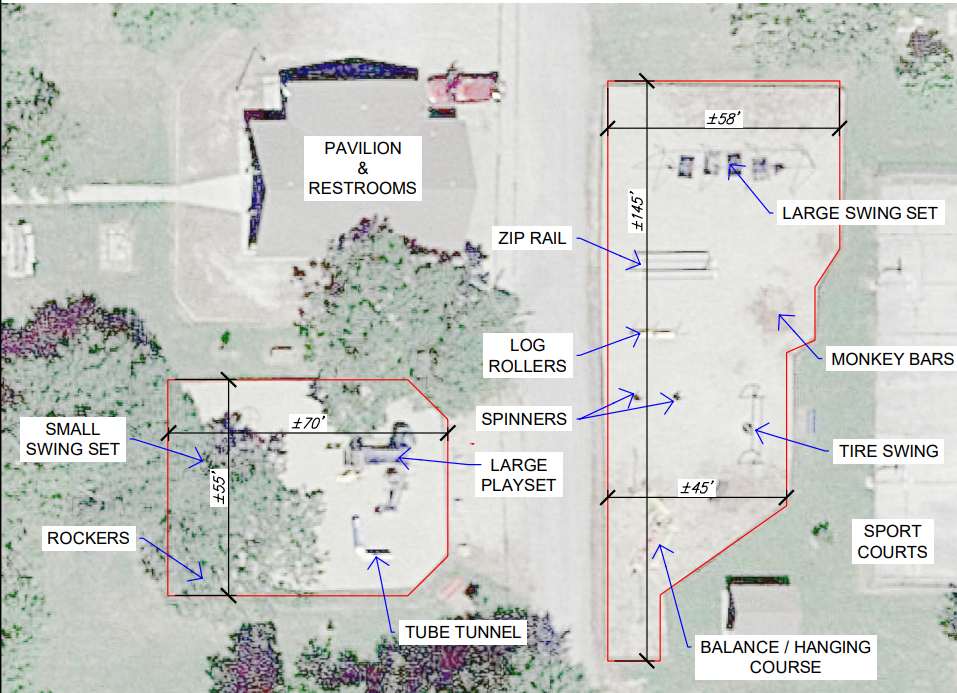 PAVILION
&
RESTROOMS
±58'
±145'
LARGE SWING SET
ZIP RAIL
LOG
ROLLERS
MONKEY BARS
SPINNERS
TIRE SWING
±45'
SPORT
COURTS
BALANCE / HANGING
COURSE
SMALL
SWING SET
±70'
±55'
LARGE
PLAYSET
ROCKERS
TUBE TUNNEL